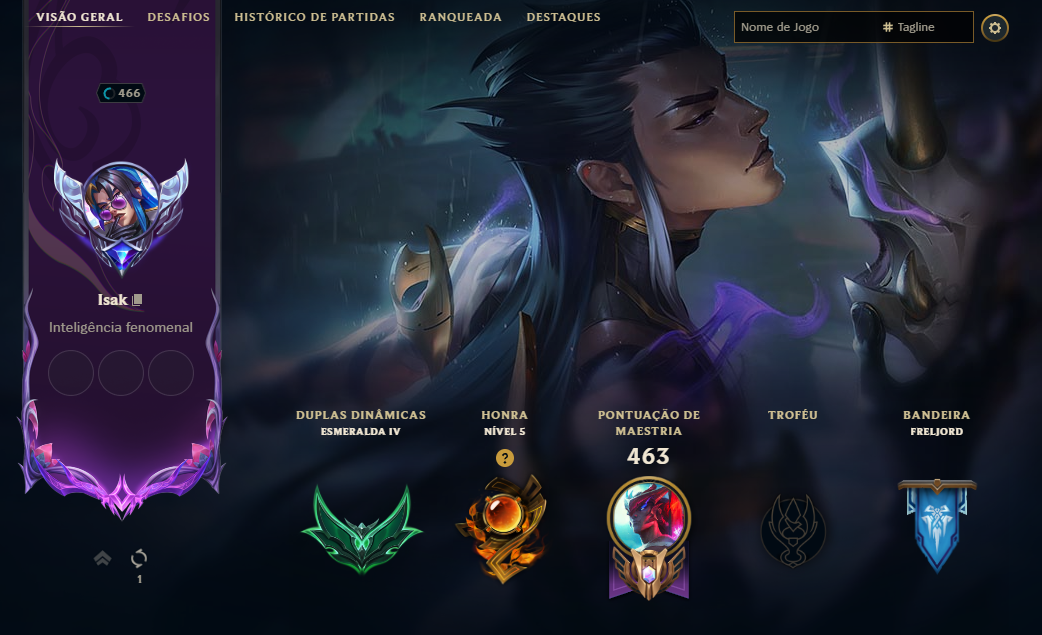 VISÃO GERAL DESAFIOS HISTÓRICO DE PARTIDAS RANQUEADA DESTAQUES
Nome de Jogo # Tagline
466
Isak
Inteligência fenomenal
DUPLAS DINÂMICAS
ESMERALDA IV
HONRA
NÍVEL 5
?
PONTUAÇÃO DE
MAESTRIA
463
TROFÉU
BANDEIRA
FRELJORD
1